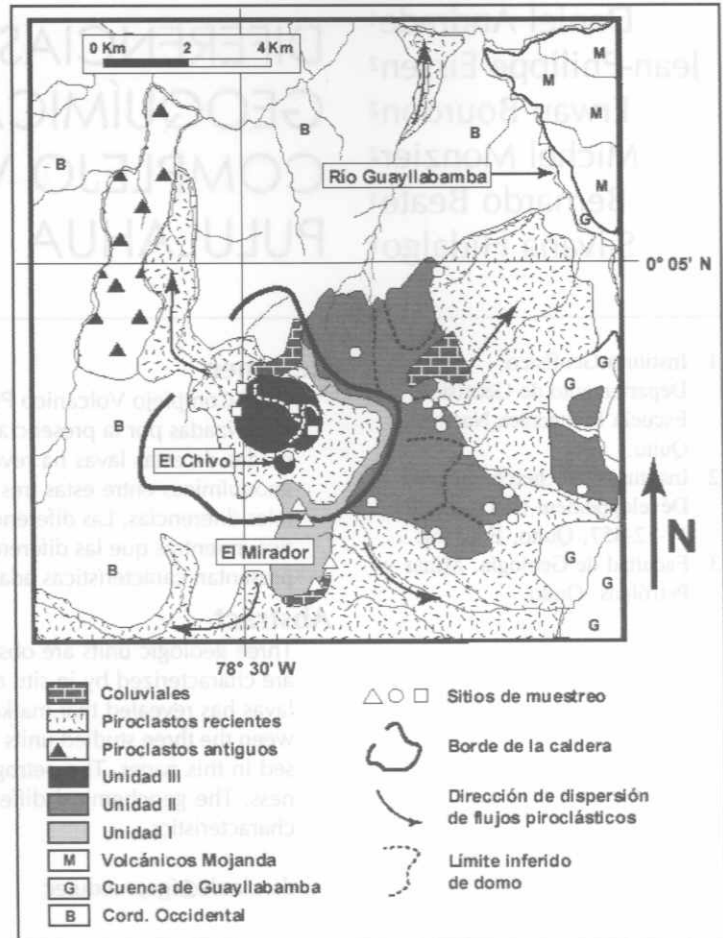 0 Km 2 4 Km
M
B
M
B
Río Guayllabamba
M
M
G
B
0° 05' N
G
G
B
El Chivo
El Mirador
N
B
G
G
78° 30' W
Coluviales
Piroclastos recientes
Piroclastos antiguos
Unidad III
Unidad II
Unidad I
M Volcánicos Mojanda
G Cuenca de Guayllabamba
B Cord. Occidental
Sitios de muestreo
Borde de la caldera
Dirección de dispersión
de flujos piroclásticos
Límite inferido
de domo